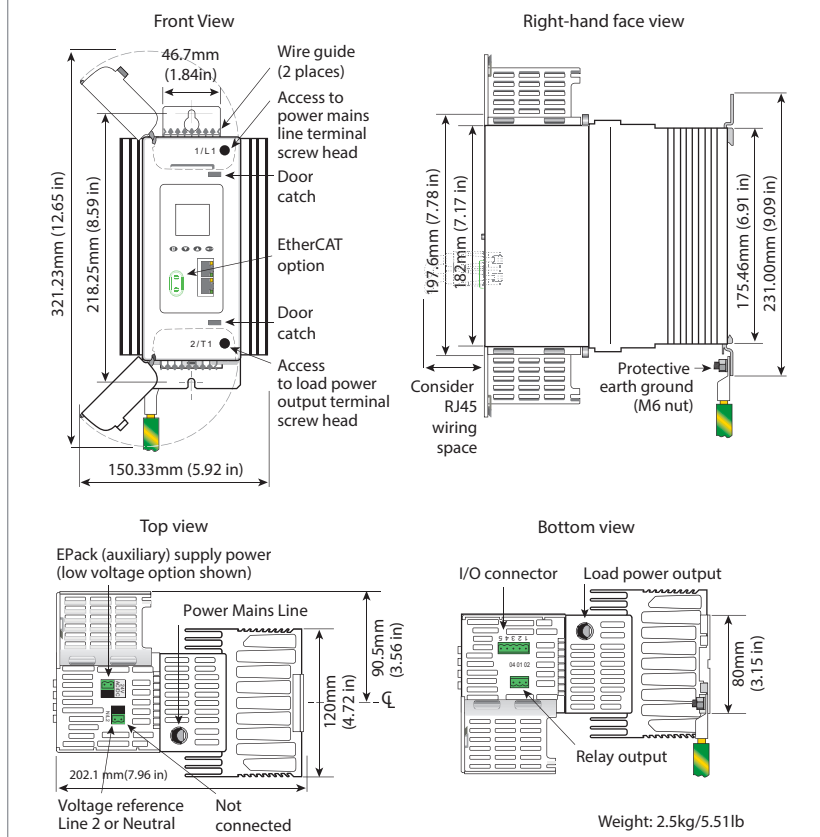 Front View
Right-hand face view
46.7mm
(1.84in)
Wire guide
(2 places)
Access to
power mains
line terminal
screw head
1/L1
Door
catch
EtherCAT
option
Door
catch
2/T1
Access
to load power
output terminal
screw head
321.23mm (12.65 in)
218.25mm (8.59 in)
150.33mm (5.92 in)
197.6mm (7.78 in)
182mm (7.17 in)
175.46mm (6.91 in)
231.00mm (9.09 in)
Consider
RJ45
wiring
space
Protective
earth ground
(M6 nut)
Top view
EPack (auxiliary) supply power
(low voltage option shown)
Power Mains Line
90.5mm
(3.56 in)
120mm
(4.72 in)
℄
202.1 mm(7.96 in)
Voltage reference
Line 2 or Neutral
Not
connected
Bottom view
I/O connector
Load power output
1 2 3 4 5
04 01 02
80mm
(3.15 in)
Relay output
Weight: 2.5kg/5.51lb